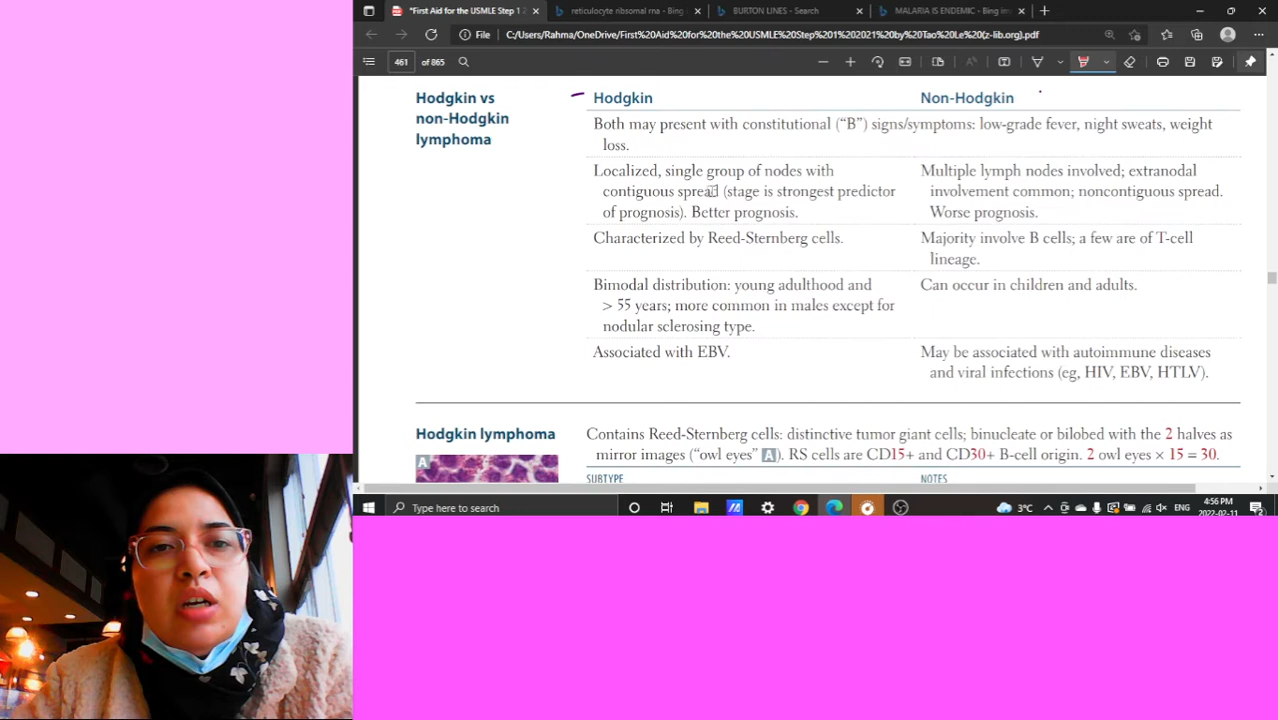 "First Aid for the USMLE Step 1 2
reticulocyte ribosomal rna - Bing
BURTON LINES - Search
MALARIA IS ENDEMIC - Bing im
File
C:/Users/Rahma/OneDrive/First%20Aid%20for%20the%20USMLE%20Step%201%202021%20by%20Tao%20Le%20(z-lib.org).pdf
461 of 865
Hodgkin vs
non-Hodgkin
lymphoma
Hodgkin
Non-Hodgkin
Both may present with constitutional (“B”) signs/symptoms: low-grade fever, night sweats, weight
loss.
Localized, single group of nodes with
contiguous spread (stage is strongest predictor
of prognosis). Better prognosis.
Multiple lymph nodes involved; extranodal
involvement common; noncontiguous spread.
Worse prognosis.
Characterized by Reed-Sternberg cells.
Majority involve B cells; a few are of T-cell
lineage.
Bimodal distribution: young adulthood and
> 55 years; more common in males except for
nodular sclerosing type.
Can occur in children and adults.
Associated with EBV.
May be associated with autoimmune diseases
and viral infections (eg, HIV, EBV, HTLV).
Hodgkin lymphoma
Contains Reed-Sternberg cells: distinctive tumor giant cells; binucleate or bilobed with the 2 halves as
mirror images (“owl eyes” A). RS cells are CD15+ and CD30+ B-cell origin. 2 owl eyes × 15 = 30.
A
SUBTYPE
NOTES
Type here to search
3°C
ENG
4:56 PM
2022-02-11